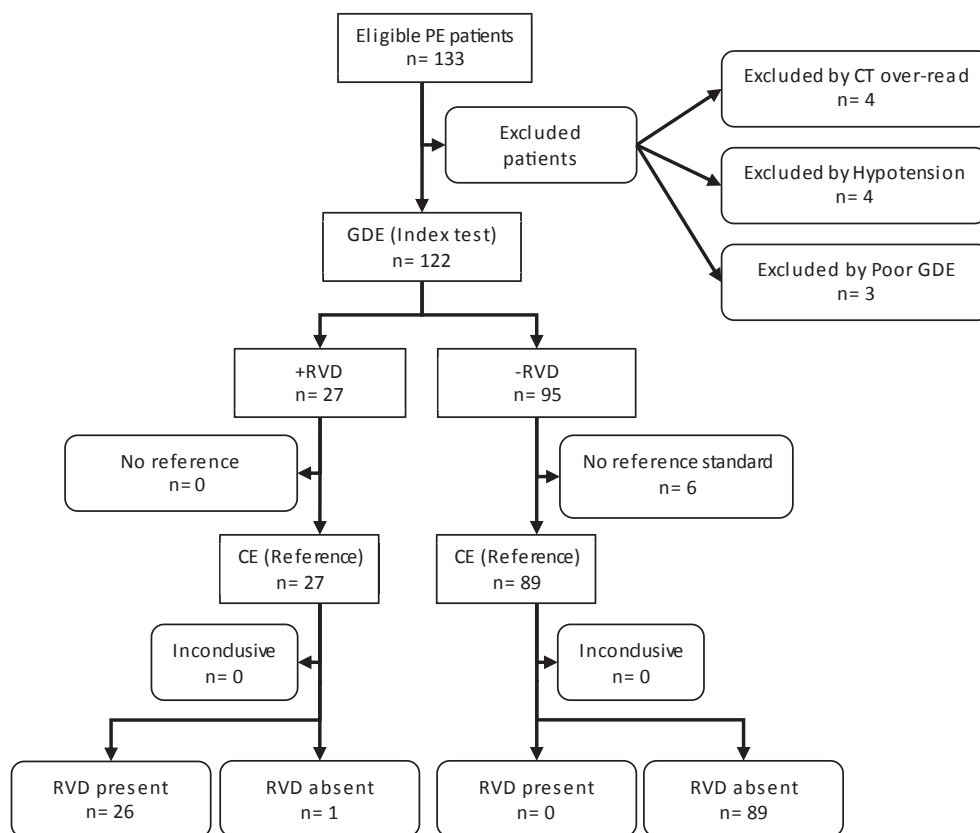 Eligible PE patients
n= 133
Excluded by CT over-read
n= 4
Excluded
patients
Excluded by Hypotension
n= 4
GDE (Index test)
n= 122
Excluded by Poor GDE
n= 3
+RVD
n= 27
-RVD
n= 95
No reference
n= 0
No reference standard
n= 6
CE (Reference)
n= 27
CE (Reference)
n= 89
Incondusive
n= 0
Incondusive
n= 0
RVD present
n= 26
RVD absent
n= 1
RVD present
n= 0
RVD absent
n= 89